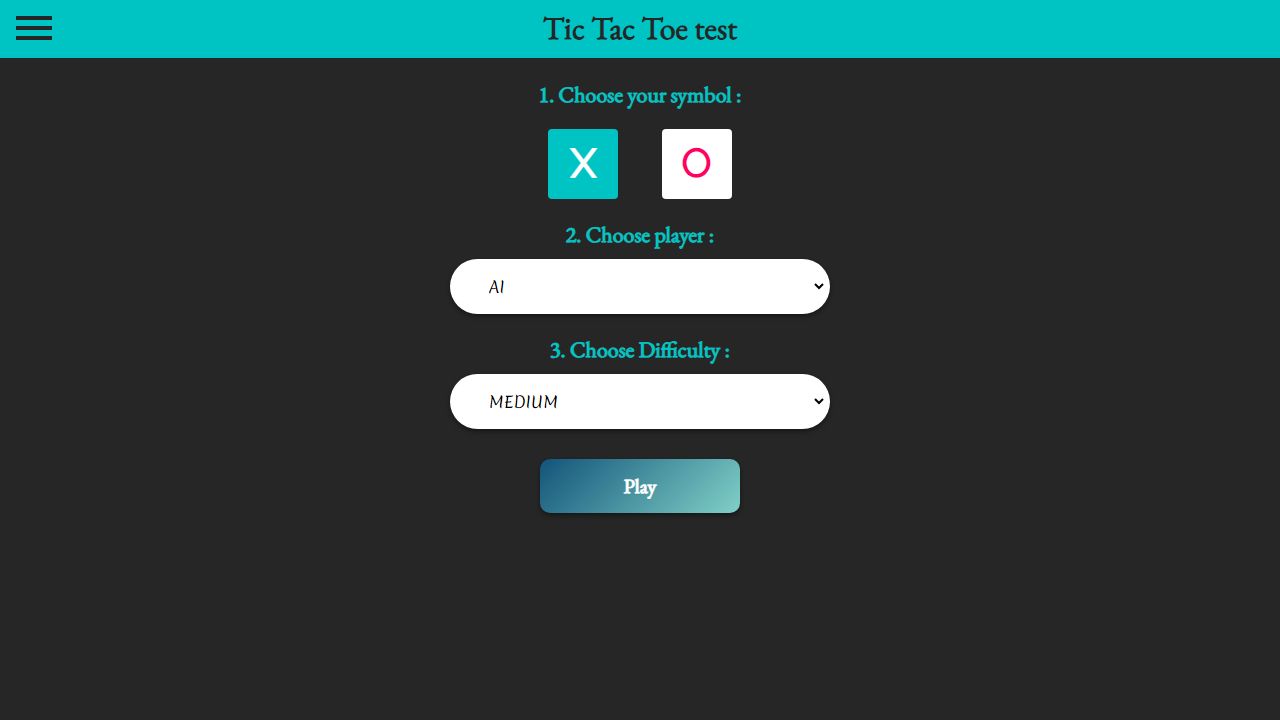 Tic Tac Toe test
1. Choose your symbol :
X O
2. Choose player :
AI
3. Choose Difficulty :
MEDIUM
Play